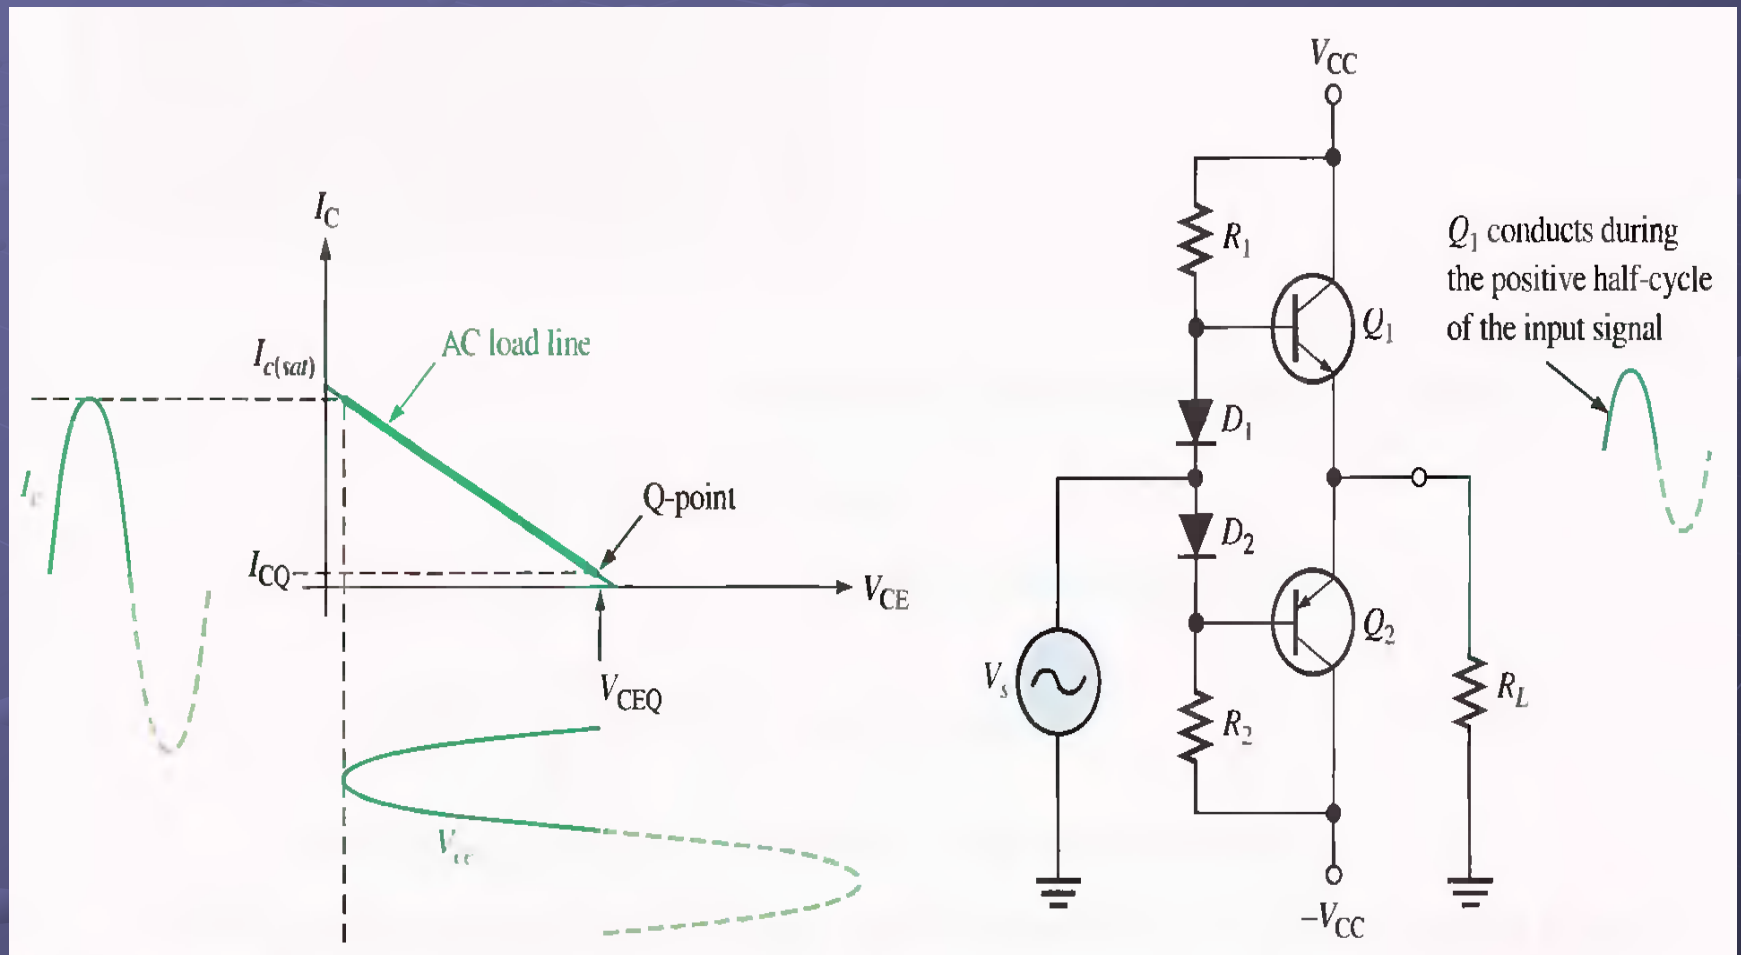 I_C
I_c(sat)
AC load line
Q-point
I_CQ
V_CE
V_CEQ
V_CC
R_1
Q_1
D_1
D_2
Q_2
V_s
R_2
R_L
-V_CC
Q_1 conducts during
the positive half-cycle
of the input signal